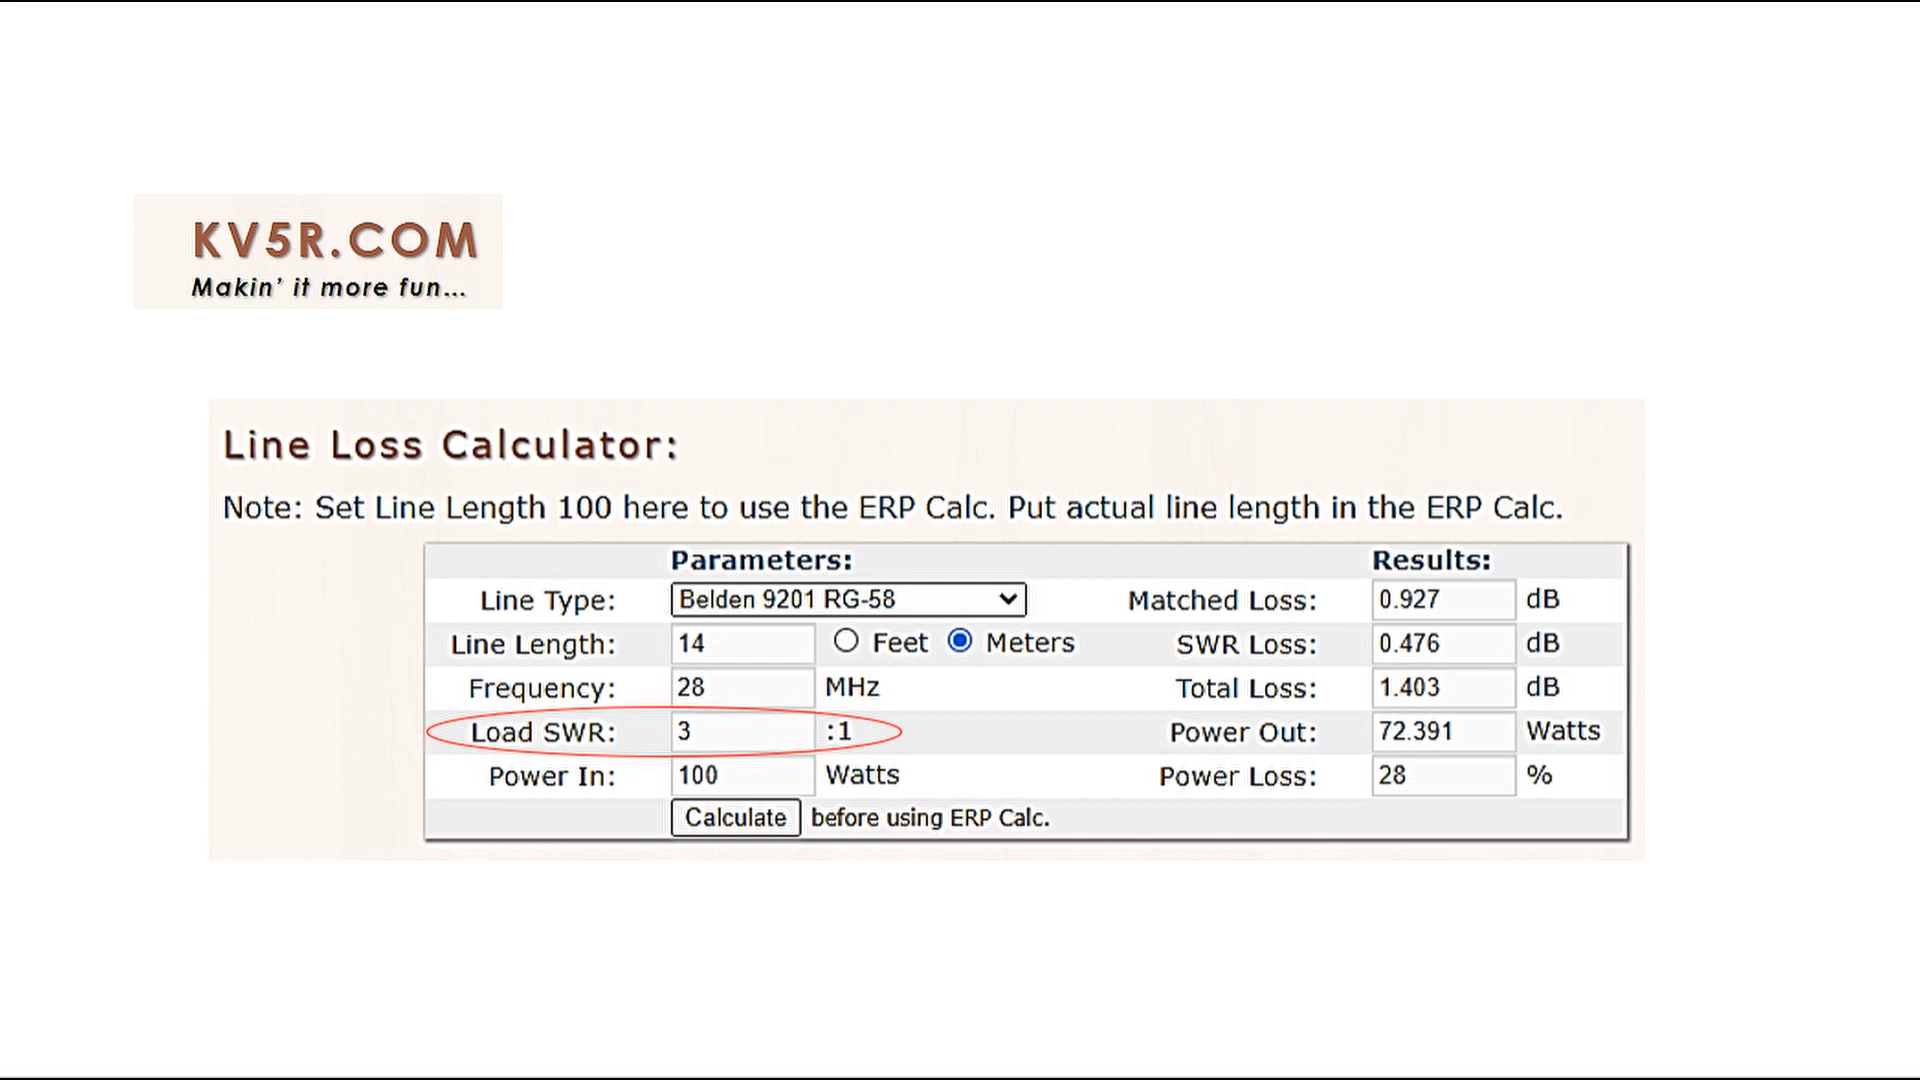 KV5R.COM
Makin' it more fun...
Line Loss Calculator:
Note: Set Line Length 100 here to use the ERP Calc. Put actual line length in the ERP Calc.
Parameters: Results:
Line Type: Belden 9201 RG-58 Matched Loss: 0.927 dB
Line Length: 14 Feet Meters SWR Loss: 0.476 dB
Frequency: 28 MHz Total Loss: 1.403 dB
Load SWR: 3 :1 Power Out: 72.391 Watts
Power In: 100 Watts Power Loss: 28 %
Calculate before using ERP Calc.